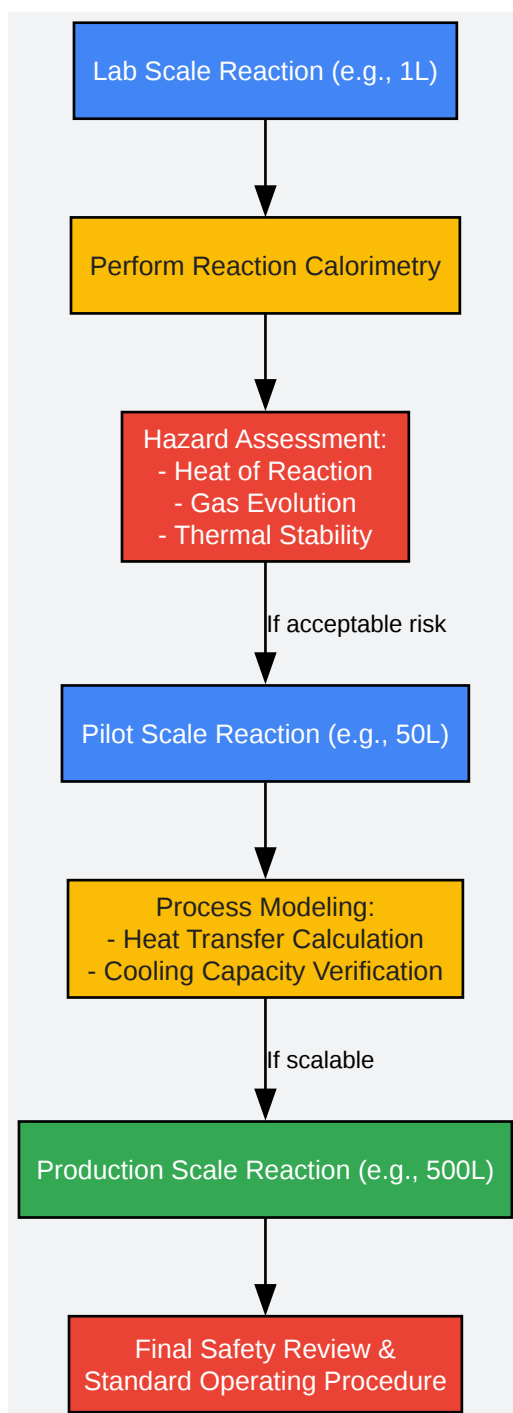 Lab Scale Reaction (e.g., 1L)
Perform Reaction Calorimetry
Hazard Assessment:
- Heat of Reaction
- Gas Evolution
- Thermal Stability
If acceptable risk
Pilot Scale Reaction (e.g., 50L)
Process Modeling:
- Heat Transfer Calculation
- Cooling Capacity Verification
If scalable
Production Scale Reaction (e.g., 500L)
Final Safety Review &
Standard Operating Procedure